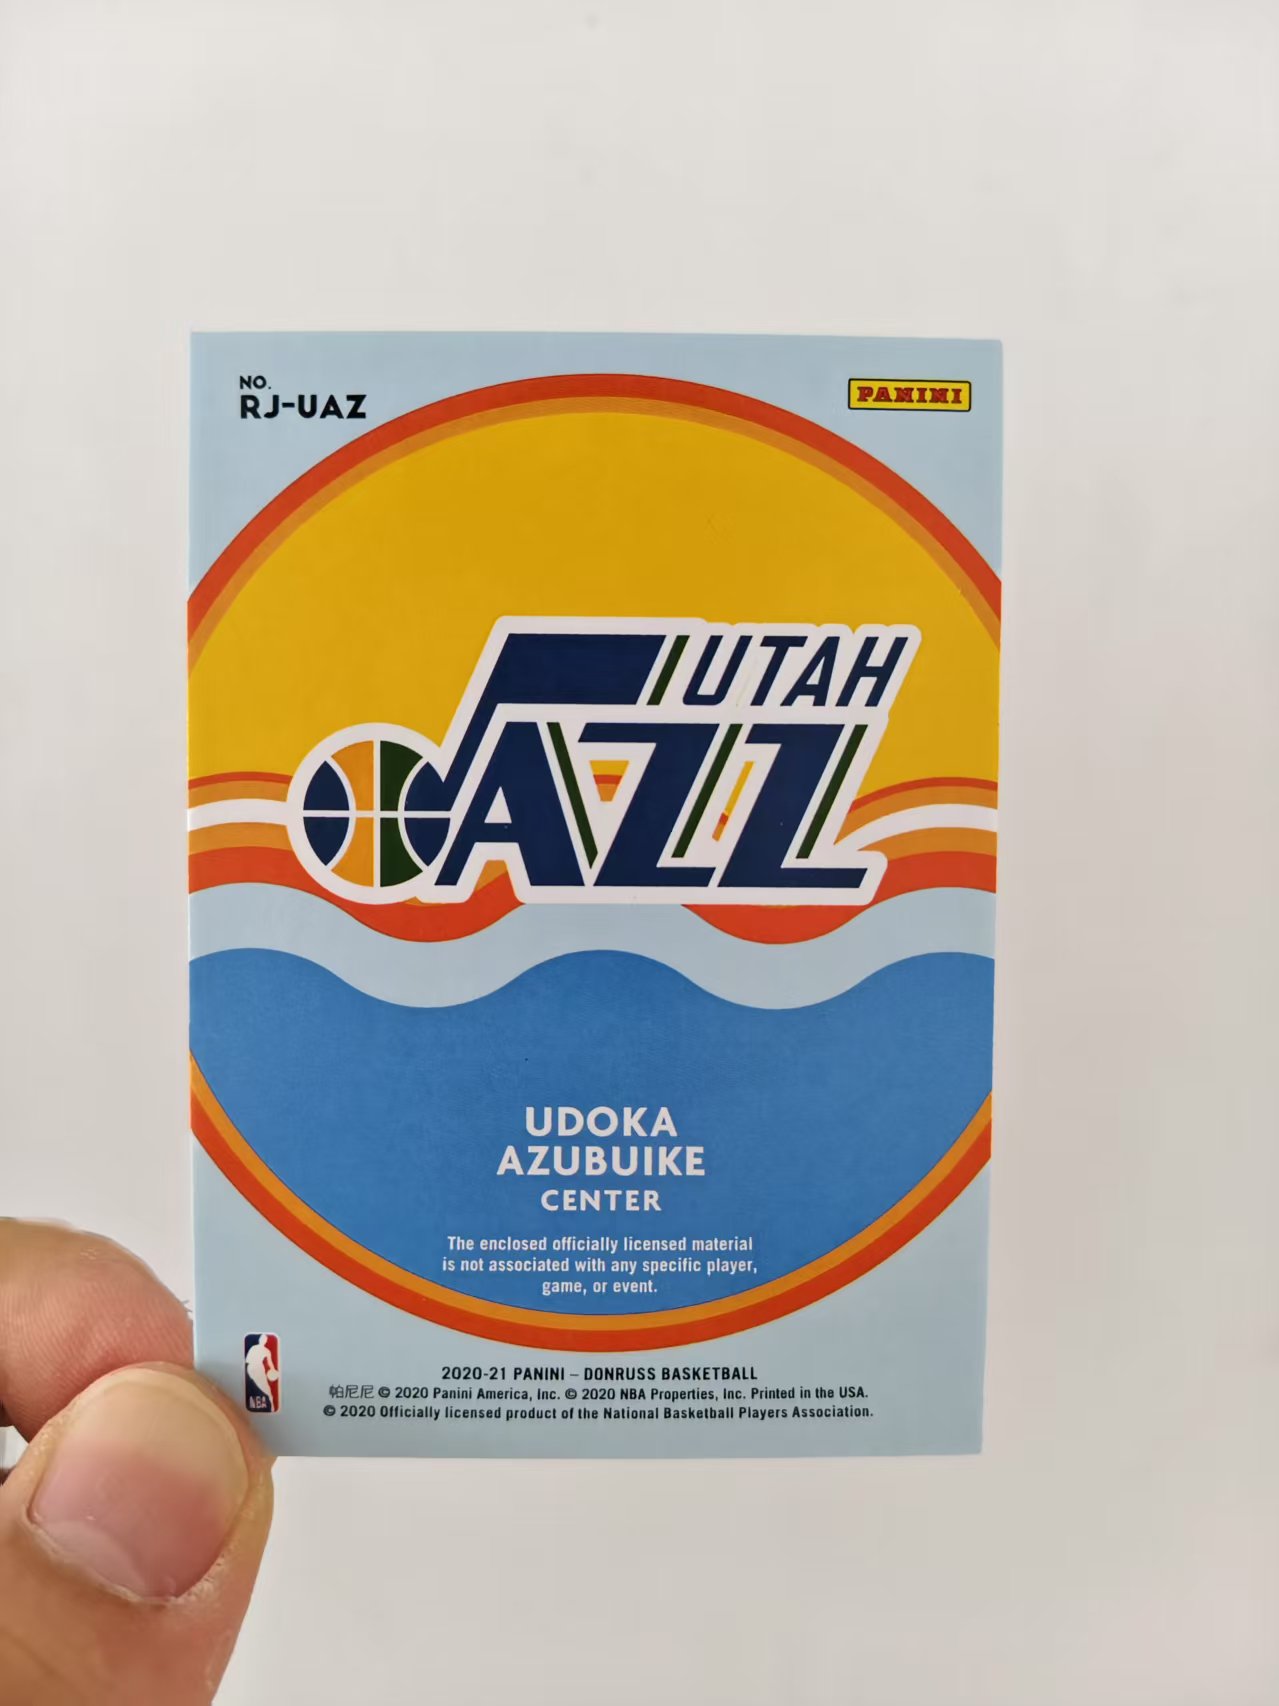 NO.
RJ-UAZ
PANINI
UTAH
JAZZ
UDOKA
AZUBUIKE
CENTER
The enclosed officially licensed material
is not associated with any specific player,
game, or event.
NBA
2020-21 PANINI – DONRUSS BASKETBALL
帕尼尼 © 2020 Panini America, Inc. © 2020 NBA Properties, Inc. Printed in the USA.
© 2020 Officially licensed product of the National Basketball Players Association.